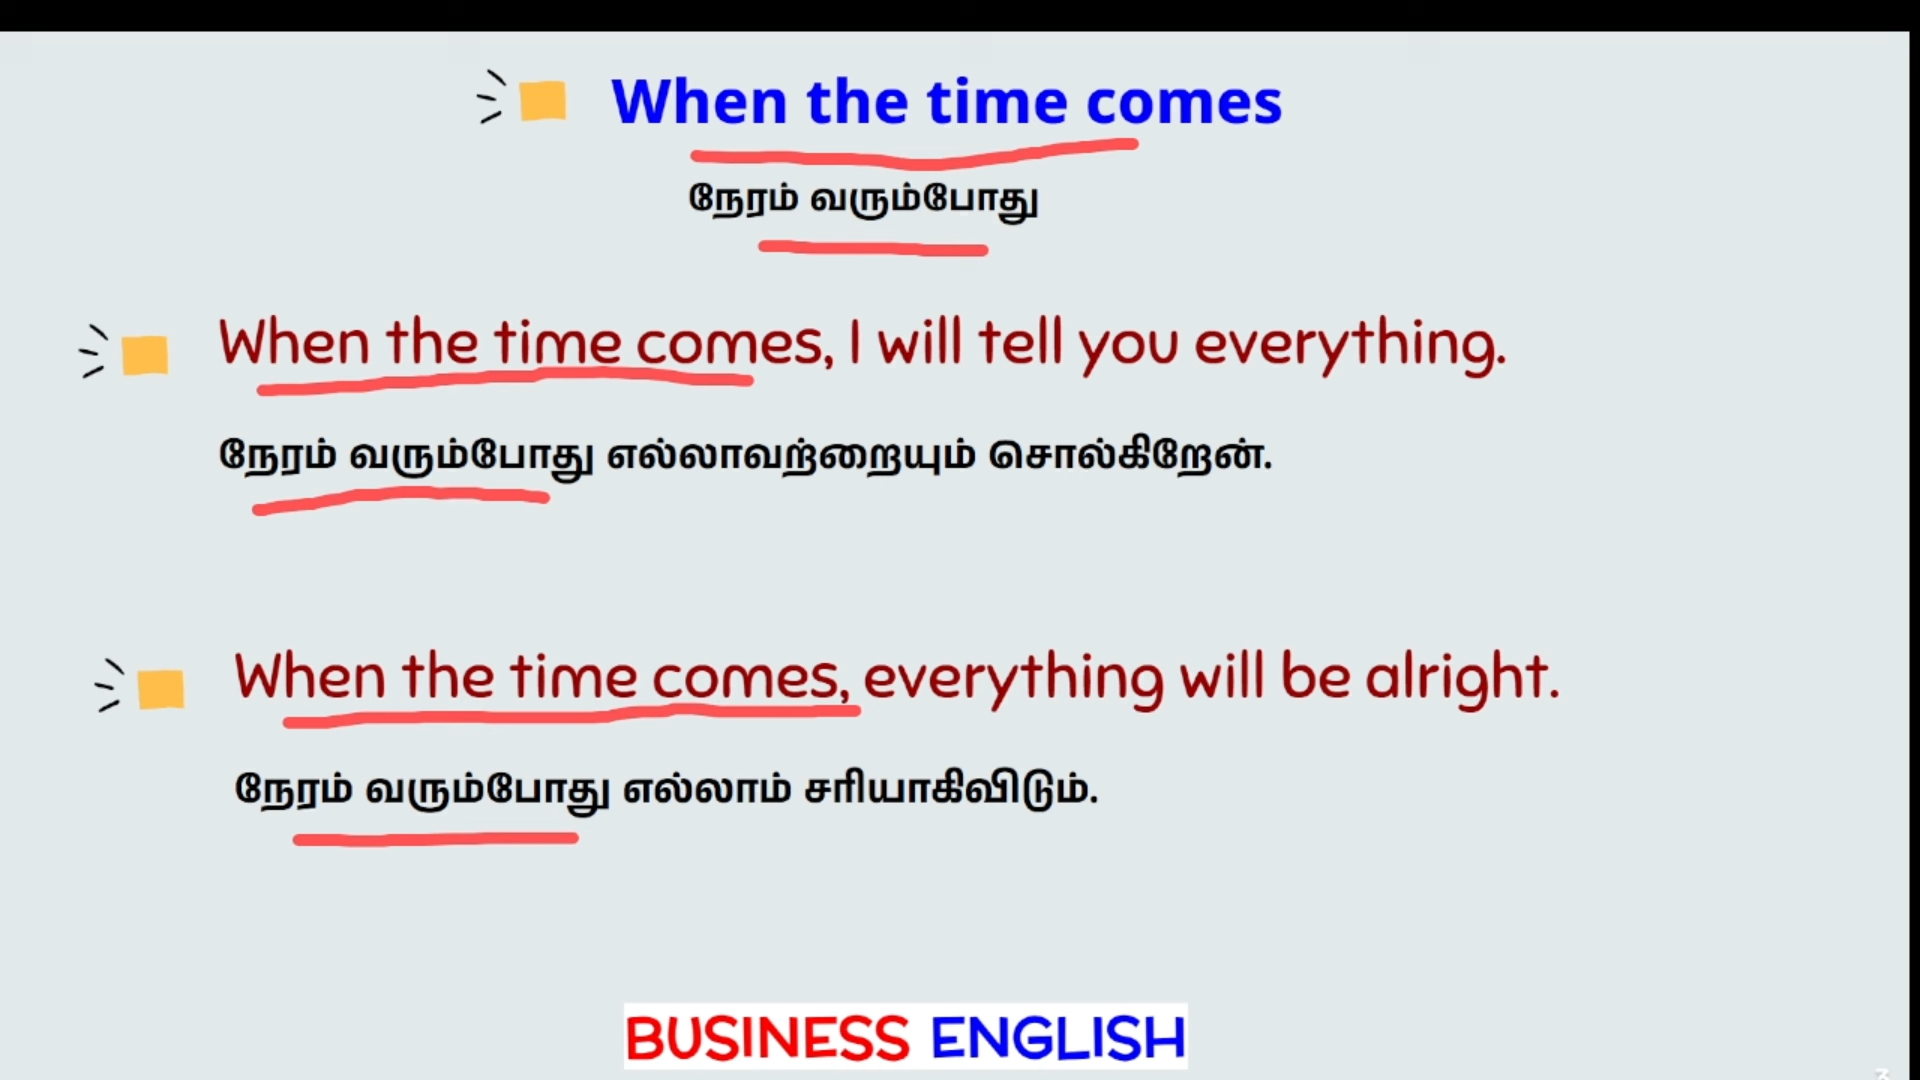 When the time comes
நேரம் வரும்போது
When the time comes, I will tell you everything.
நேரம் வரும்போது எல்லாவற்றையும் சொல்கிறேன்.
When the time comes, everything will be alright.
நேரம் வரும்போது எல்லாம் சரியாகிவிடும்.
BUSINESS ENGLISH